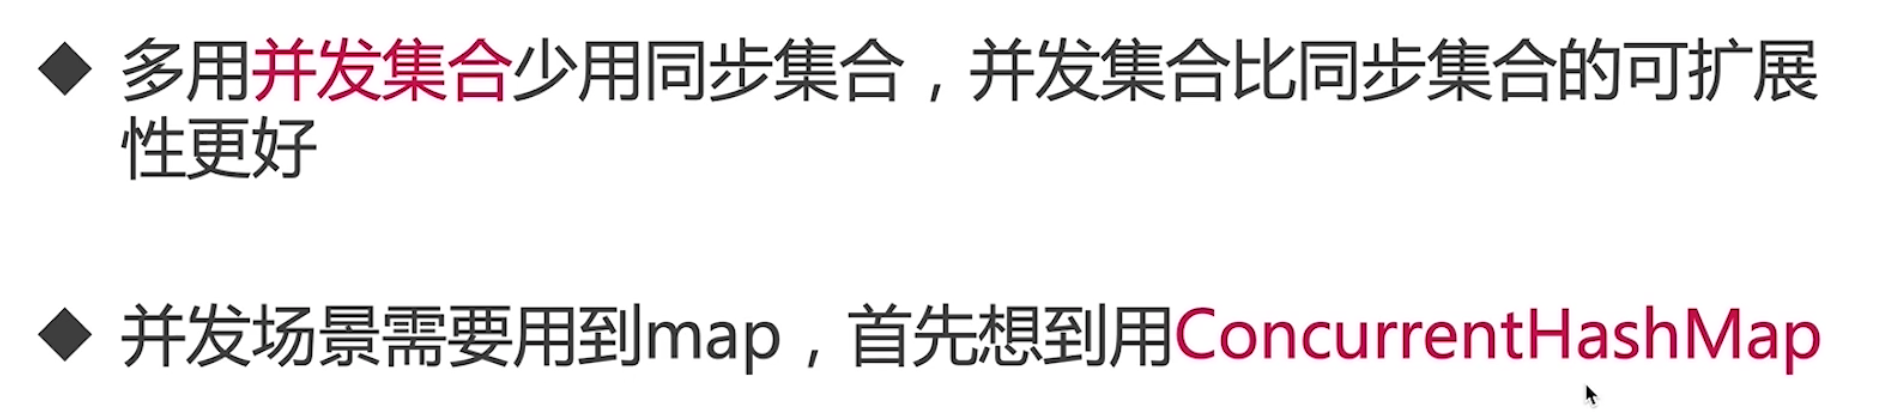 ◆ 多用并发集合少用同步集合，并发集合比同步集合的可扩展
性更好
◆ 并发场景需要用到map，首先想到用ConcurrentHashMap